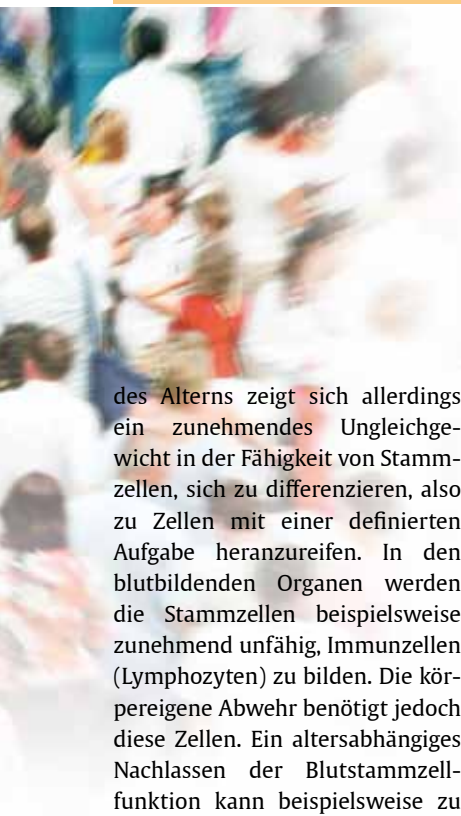 des Alterns zeigt sich allerdings
ein zunehmendes Ungleichge-
wicht in der Fähigkeit von Stamm-
zellen, sich zu differenzieren, also
zu Zellen mit einer definierten
Aufgabe heranzureifen. In den
blutbildenden Organen werden
die Stammzellen beispielsweise
zunehmend unfähig, Immunzellen
(Lymphozyten) zu bilden. Die kör-
pereigene Abwehr benötigt jedoch
diese Zellen. Ein altersabhängiges
Nachlassen der Blutstammzell-
funktion kann beispielsweise zu